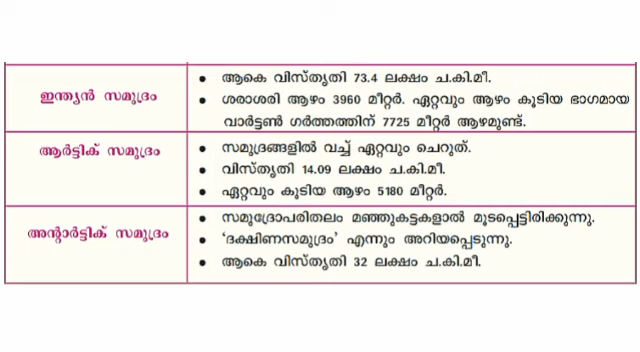 ഇന്ത്യൻ സമുദ്രം
• ആകെ വിസ്തൃതി 73.4 ലക്ഷം ച.കി.മീ.
• ശരാശരി ആഴം 3960 മീറ്റർ. ഏറ്റവും ആഴം കൂടിയ ഭാഗമായ
വാർട്ടൺ ഗർത്തത്തിന് 7725 മീറ്റർ ആഴമുണ്ട്.
ആർട്ടിക് സമുദ്രം
• സമുദ്രങ്ങളിൽ വച്ച് ഏറ്റവും ചെറുത്.
• വിസ്തൃതി 14.09 ലക്ഷം ച.കി.മീ.
• ഏറ്റവും കൂടിയ ആഴം 5180 മീറ്റർ.
അന്റാർട്ടിക് സമുദ്രം
• സമുദ്രോപരിതലം മഞ്ഞുകട്ടകളാൽ മൂടപ്പെട്ടിരിക്കുന്നു.
• ‘ദക്ഷിണസമുദ്രം’ എന്നും അറിയപ്പെടുന്നു.
• ആകെ വിസ്തൃതി 32 ലക്ഷം ച.കി.മീ.